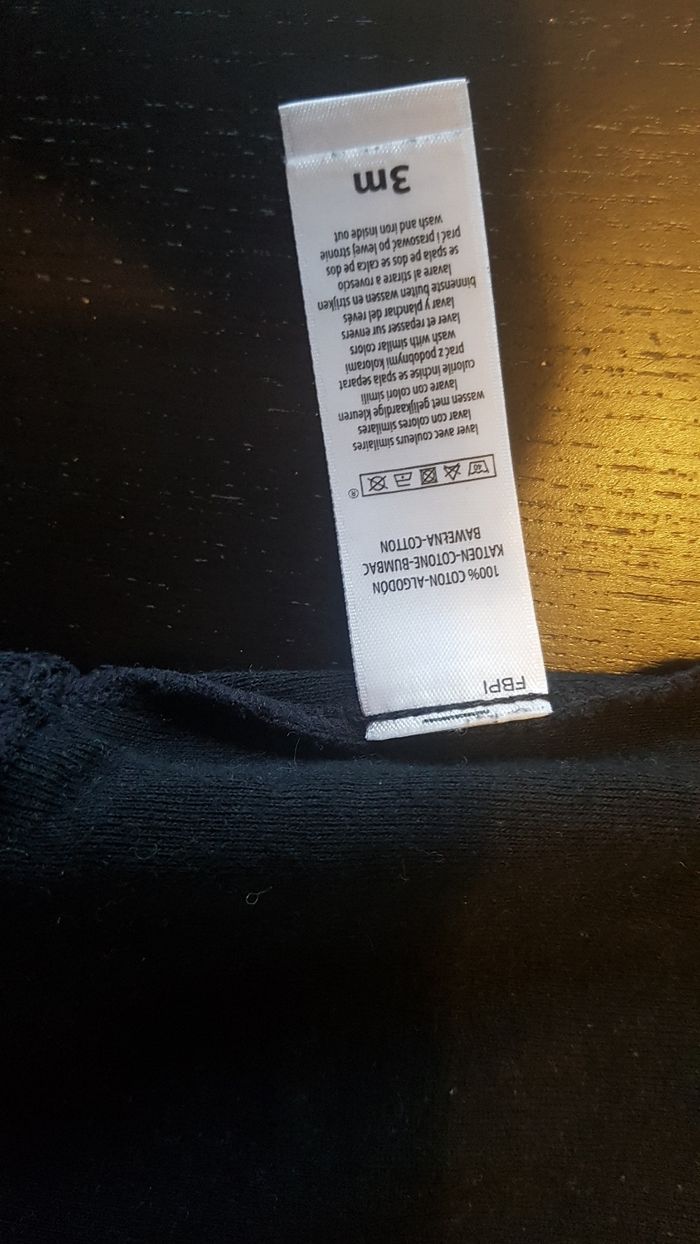 FBPI
100% COTON-ALGODÓN
KATOEN-COTONE-BUMBAC
BAWEŁNA-COTTON
40 ®
laver avec couleurs similaires
lavar con colores similares
wassen met gelijkaardige kleuren
lavare con colori simili
culorile inchise se spala separat
prać z podobnymi kolorami
wash with similar colors
laver et repasser sur envers
lavar y planchar del revés
binnenste buiten wassen en strijken
lavare al stirare a rovescio
se spala pe dos se calca pe dos
prać i prasować po lewej stronie
wash and iron inside out
3m